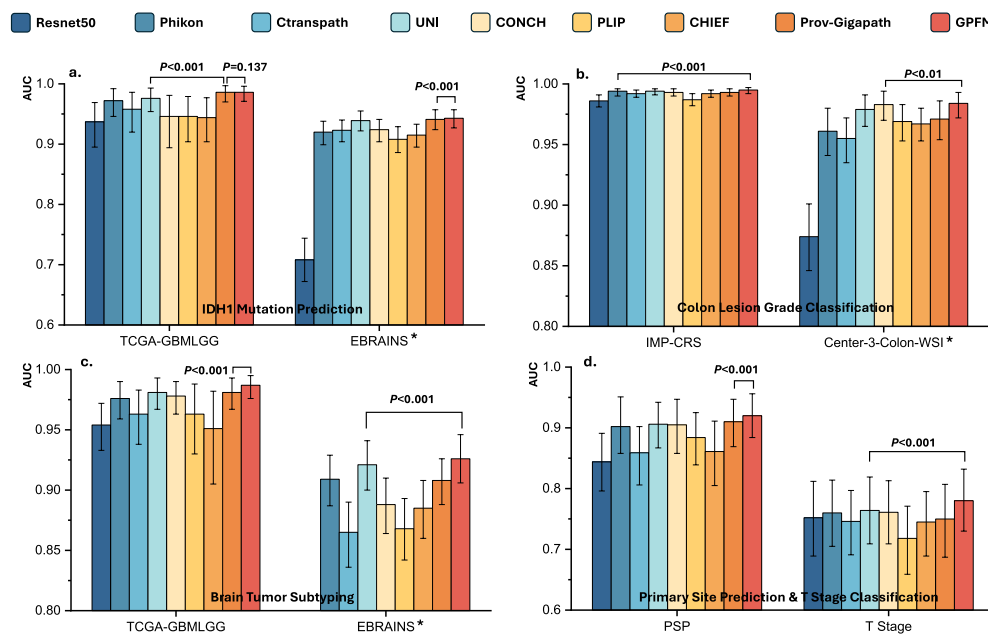 Resnet50 Phikon Ctranspath UNI CONCH PLIP CHIEF Prov-Gigapath GPFM
a.
AUC
1.0
0.9
0.8
0.7
0.6
P<0.001
P=0.137
P<0.001
IDH1 Mutation Prediction
TCGA-GBMLGG
EBRAINS *
b.
AUC
1.00
0.95
0.90
0.85
0.80
P<0.001
P<0.01
Colon Lesion Grade Classification
IMP-CRS
Center-3-Colon-WSI *
c.
AUC
1.00
0.95
0.90
0.85
0.80
P<0.001
P<0.001
Brain Tumor Subtyping
TCGA-GBMLGG
EBRAINS *
d.
AUC
1.0
0.9
0.8
0.7
0.6
P<0.001
P<0.001
Primary Site Prediction & T Stage Classification
PSP
T Stage